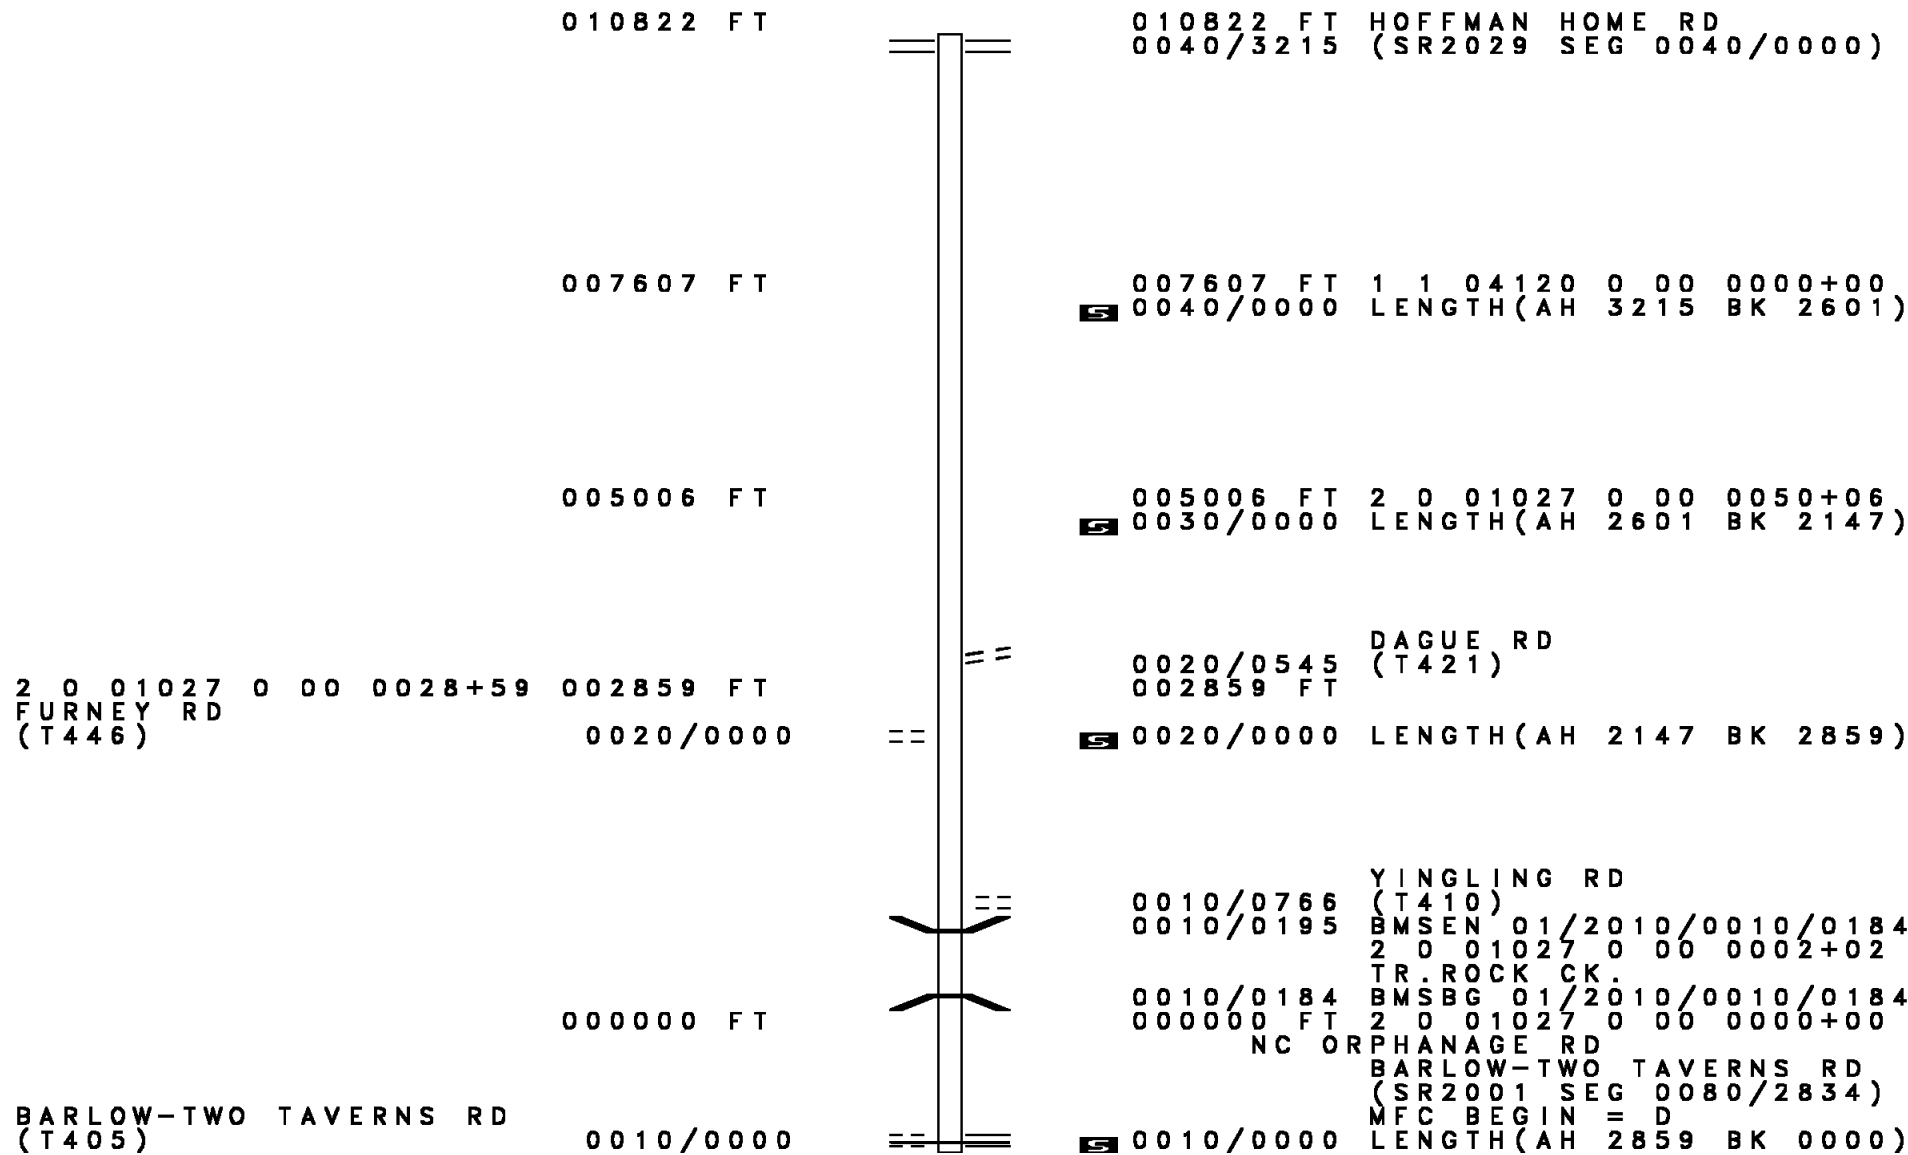 010822 FT 010822 FT HOFFMAN HOME RD
0040/3215 (SR2029 SEG 0040/0000)
007607 FT 007607 FT 1 1 04120 0 00 0000+00
S 0040/0000 LENGTH(AH 3215 BK 2601)
005006 FT 005006 FT 2 0 01027 0 00 0050+06
S 0030/0000 LENGTH(AH 2601 BK 2147)
DAGUE RD
0020/0545 (T421)
2 0 01027 0 00 0028+59 002859 FT 002859 FT
FURNEY RD
(T446) 0020/0000 S 0020/0000 LENGTH(AH 2147 BK 2859)
YINGLING RD
0010/0766 (T410)
0010/0195 BMSEN 01/2010/0010/0184
2 0 01027 0 00 0002+02
TR.ROCK CK.
0010/0184 BMSBG 01/2010/0010/0184
000000 FT 000000 FT 2 0 01027 0 00 0000+00
NC ORPHANAGE RD
BARLOW-TWO TAVERNS RD
(SR2001 SEG 0080/2834)
BARLOW-TWO TAVERNS RD MFC BEGIN = D
(T405) 0010/0000 S 0010/0000 LENGTH(AH 2859 BK 0000)